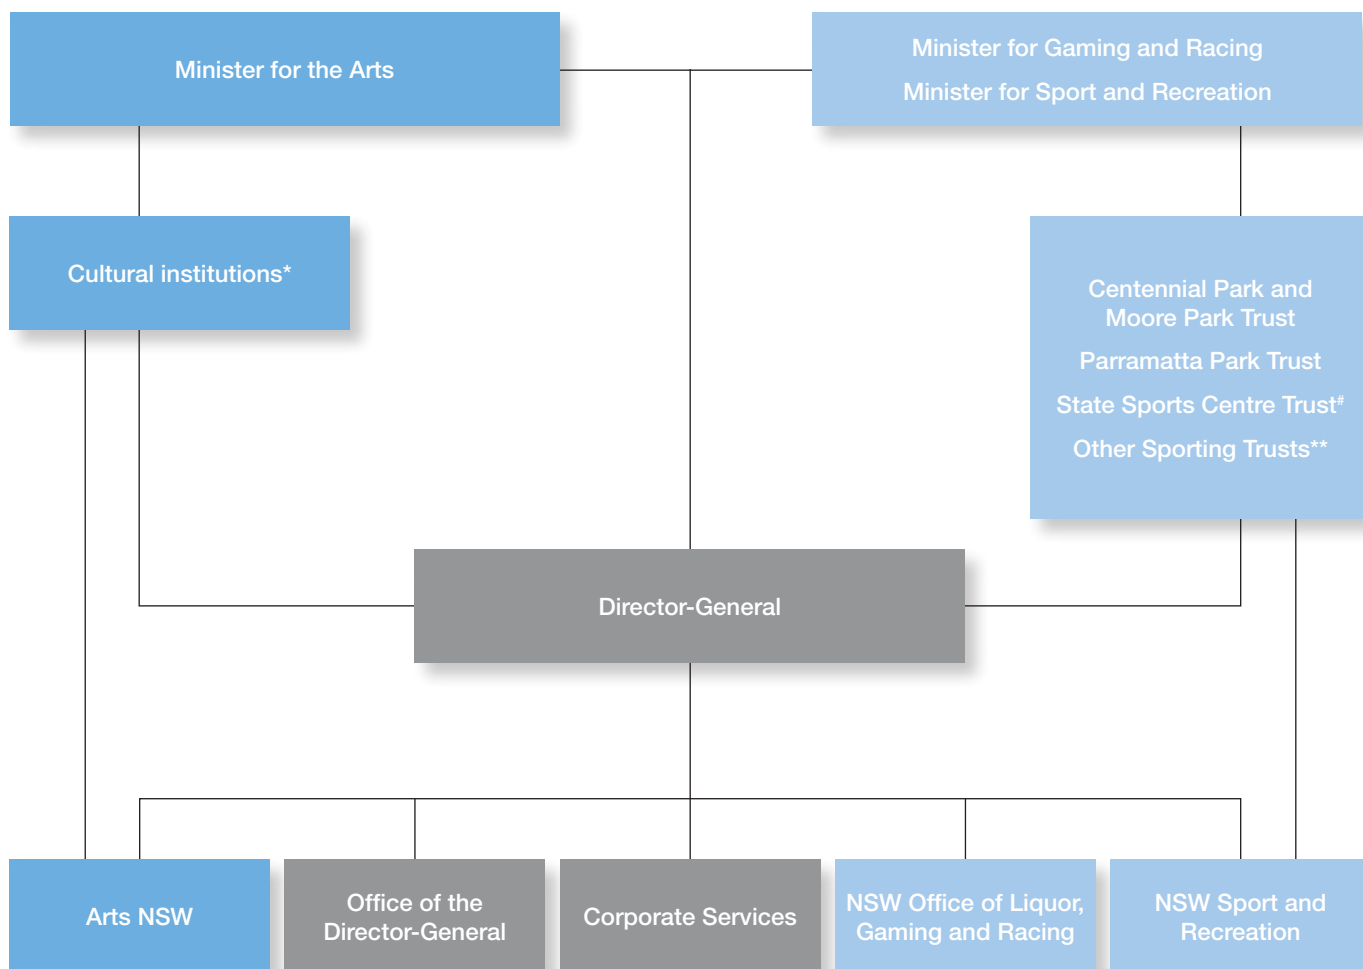 Minister for the Arts
Minister for Gaming and Racing
Minister for Sport and Recreation
Cultural institutions*
Centennial Park and
Moore Park Trust
Parramatta Park Trust
State Sports Centre Trust#
Other Sporting Trusts**
Director-General
Arts NSW
Office of the
Director-General
Corporate Services
NSW Office of Liquor,
Gaming and Racing
NSW Sport and
Recreation